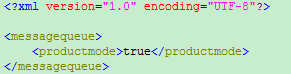 <?xml version="1.0" encoding="UTF-8"?>
<messagequeue>
<productmode>true</productmode>
</messagequeue>